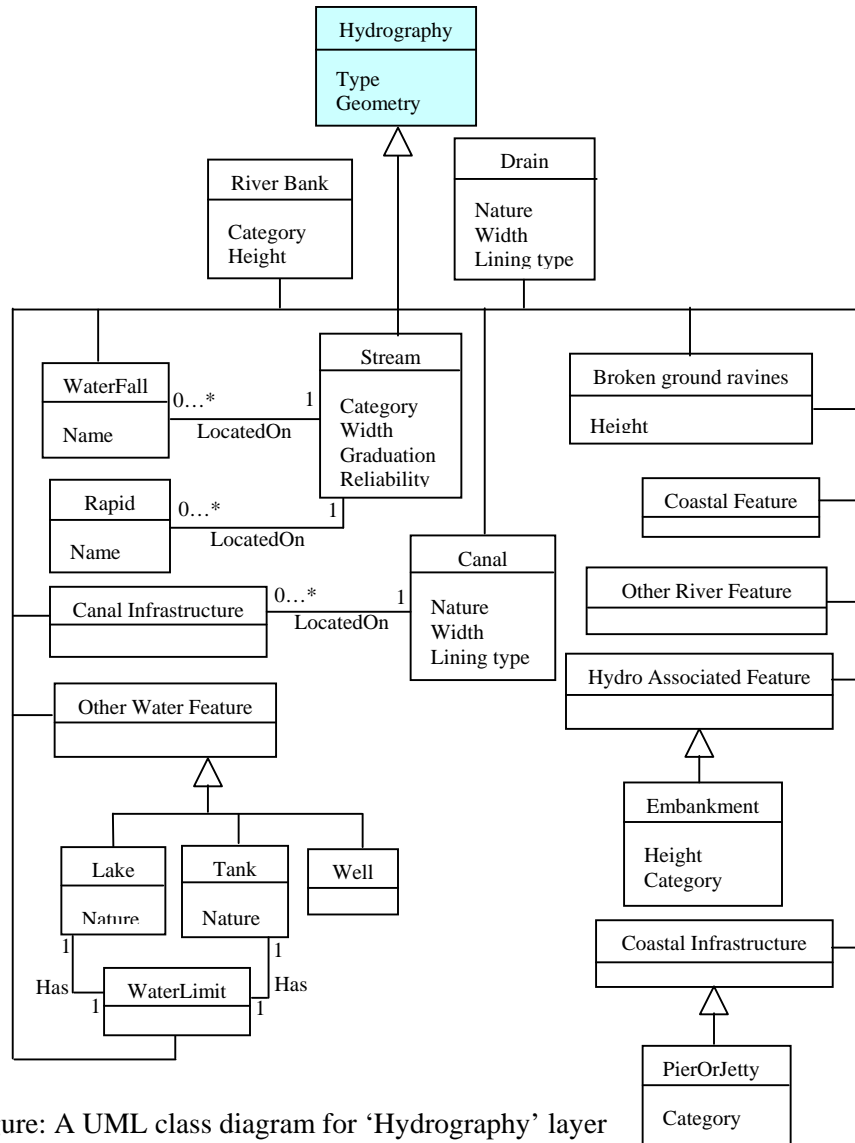 Hydrography
Type
Geometry
River Bank
Category
Height
Drain
Nature
Width
Lining type
WaterFall
Name
0…*
1
LocatedOn
Stream
Category
Width
Graduation
Reliability
Broken ground ravines
Height
Rapid
Name
0…*
1
LocatedOn
Coastal Feature
Canal Infrastructure
0…*
1
LocatedOn
Canal
Nature
Width
Lining type
Other River Feature
Hydro Associated Feature
Other Water Feature
Embankment
Height
Category
Lake
Nature
Tank
Nature
Well
1
1
Has
Has
1
1
WaterLimit
Coastal Infrastructure
PierOrJetty
Category
ure: A UML class diagram for ‘Hydrography’ layer